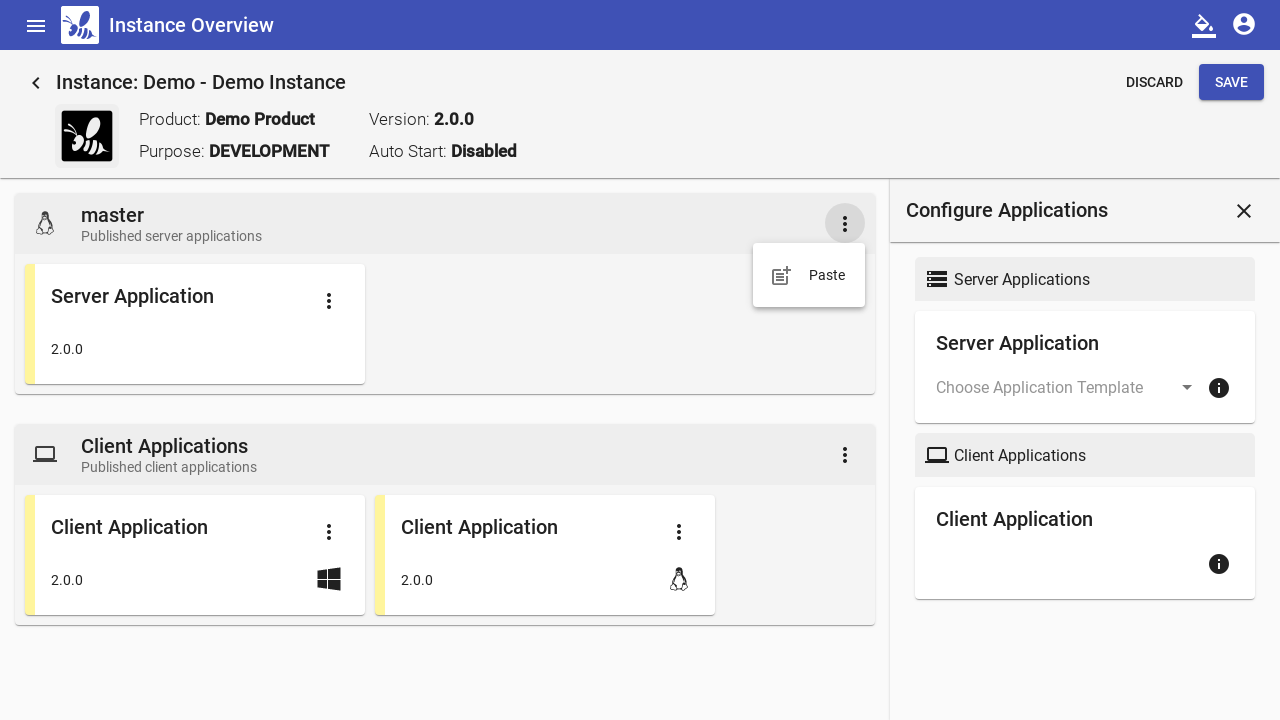 Instance Overview
Instance: Demo - Demo Instance
DISCARD
SAVE
Product: Demo Product
Version: 2.0.0
Purpose: DEVELOPMENT
Auto Start: Disabled
master
Published server applications
Paste
Server Application
2.0.0
Client Applications
Published client applications
Client Application
2.0.0
Client Application
2.0.0
Configure Applications
Server Applications
Server Application
Choose Application Template
Client Applications
Client Application